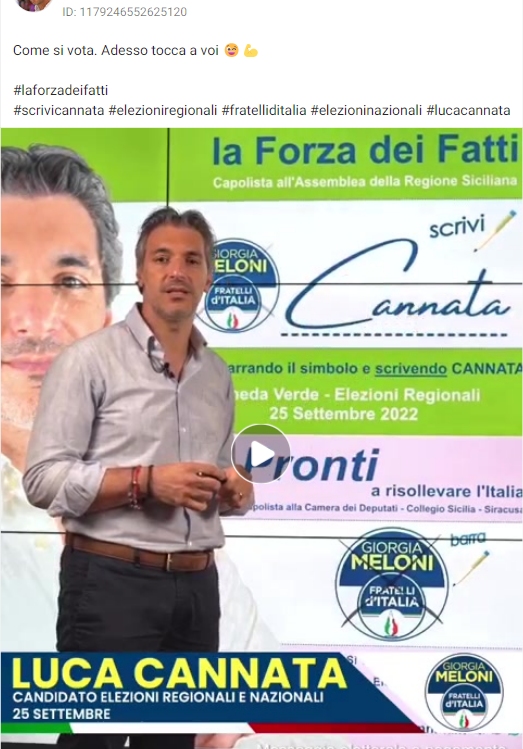 ID: 1179246552625120
Come si vota. Adesso tocca a voi 😉💪
#laforzadeifatti
#scrivicannata #elezioniregionali #fratelliditalia #elezioninazionali #lucacannata
la Forza dei Fatti
Capolista all'Assemblea della Regione Siciliana
scrivi
Cannata
GIORGIA
MELONI
FRATELLI
d'ITALIA
arrando il simbolo e scrivendo CANNATA
heda Verde - Elezioni Regionali
25 Settembre 2022
Pronti
a risollevare l'Italia
polista alla Camera dei Deputati - Collegio Sicilia - Siracusa
barra
GIORGIA
MELONI
FRATELLI
d'ITALIA
LUCA CANNATA
CANDIDATO ELEZIONI REGIONALI E NAZIONALI
25 SETTEMBRE
GIORGIA
MELONI
FRATELLI
d'ITALIA